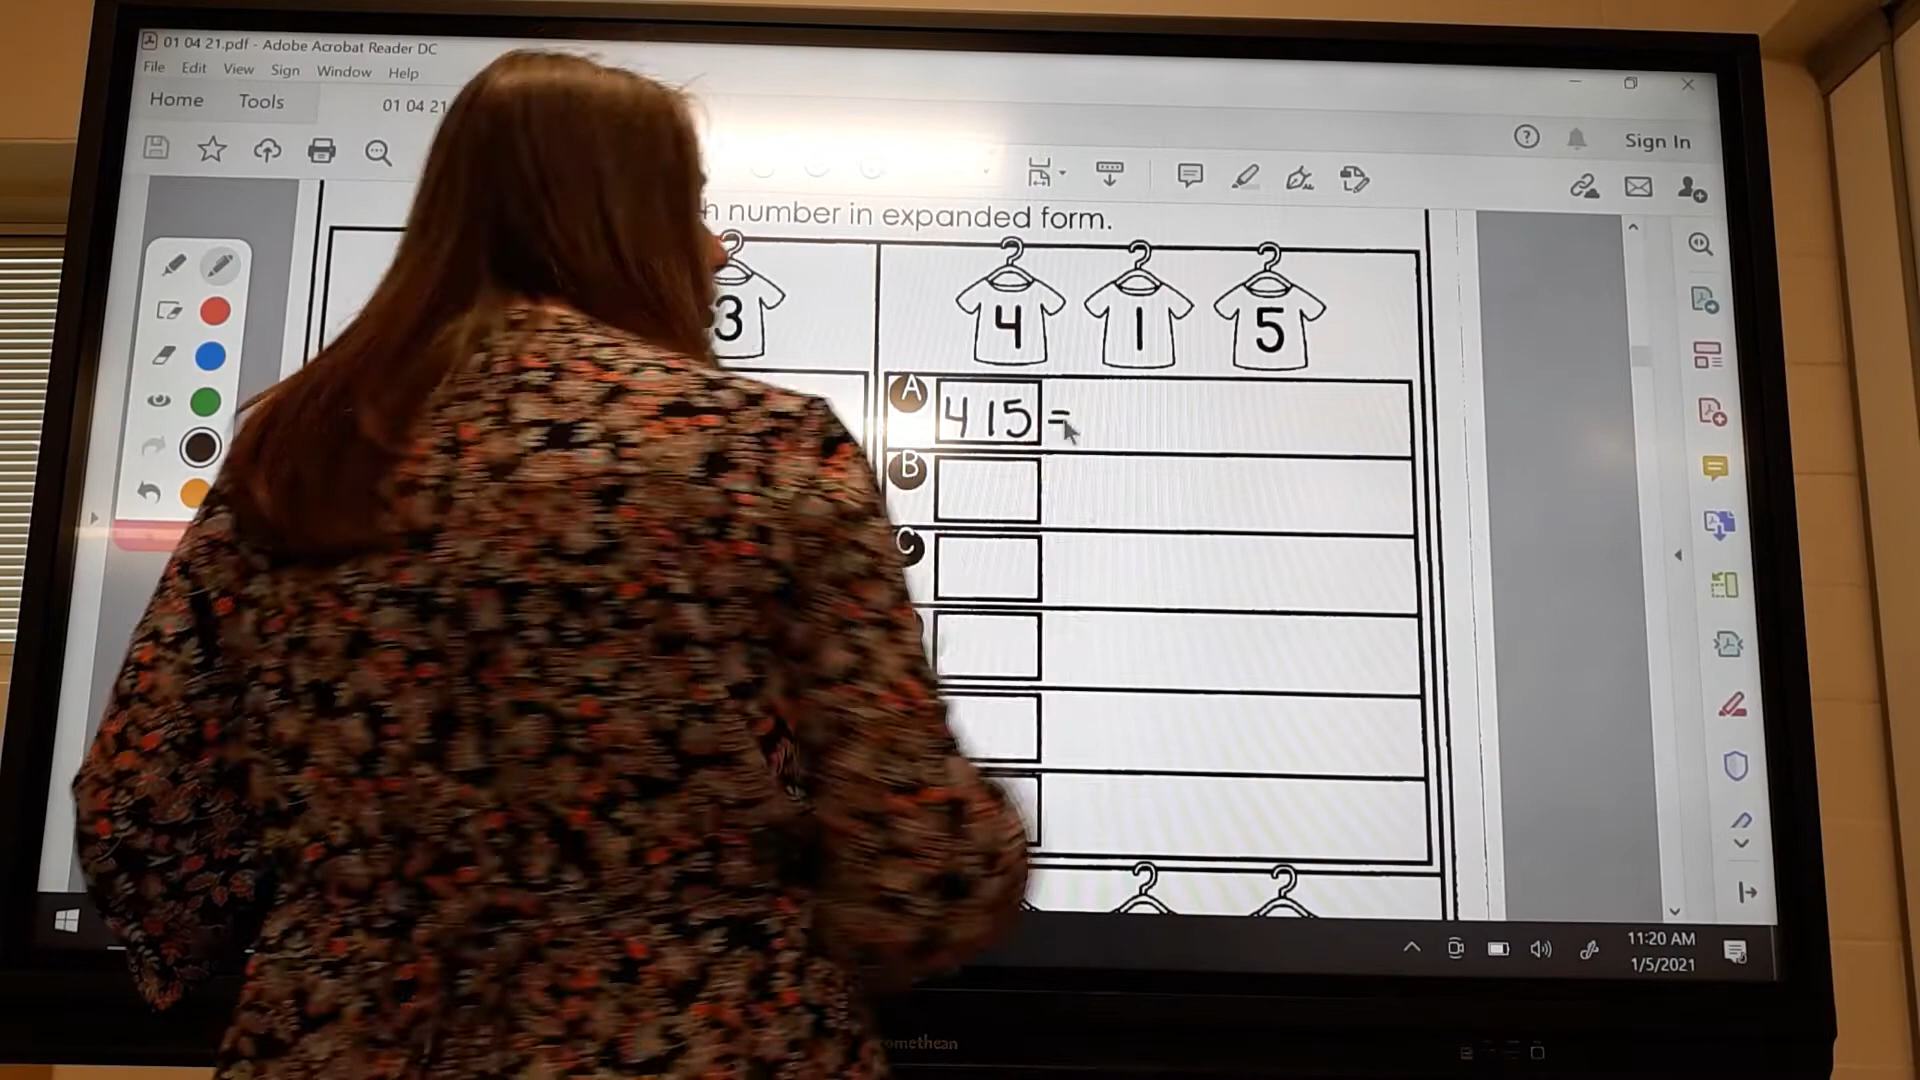 01 04 21.pdf - Adobe Acrobat Reader DC
File Edit View Sign Window Help
Home Tools 01 04 21
Sign In
number in expanded form.
3
4 1 5
A 415 =
B
C
11:20 AM
1/5/2021